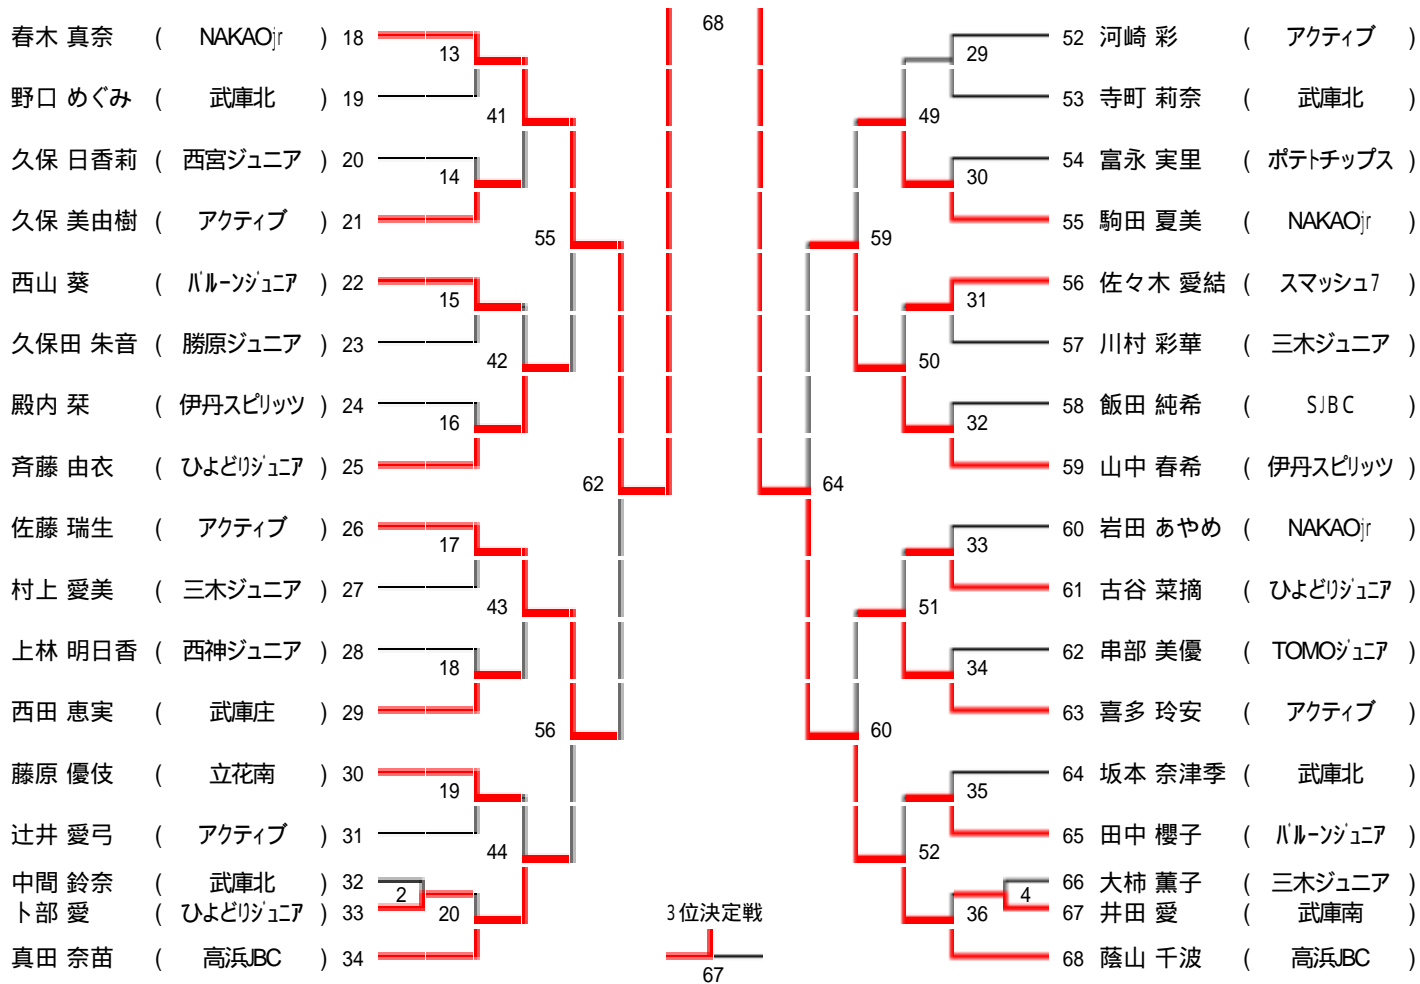 68
春木 真奈 ( NAKAOjr ) 18
野口 めぐみ ( 武庫北 ) 19
久保 日香莉 ( 西宮ジュニア ) 20
久保 美由樹 ( アクティブ ) 21
西山 葵 ( バルーンジュニア ) 22
久保田 朱音 ( 勝原ジュニア ) 23
殿内 栞 ( 伊丹スピリッツ ) 24
斉藤 由衣 ( ひよどりジュニア ) 25
佐藤 瑞生 ( アクティブ ) 26
村上 愛美 ( 三木ジュニア ) 27
上林 明日香 ( 西神ジュニア ) 28
西田 恵実 ( 武庫庄 ) 29
藤原 優伎 ( 立花南 ) 30
辻井 愛弓 ( アクティブ ) 31
中間 鈴奈 ( 武庫北 ) 32
卜部 愛 ( ひよどりジュニア ) 33
真田 奈苗 ( 高浜JBC ) 34
13
14
15
16
17
18
19
2
20
41
42
43
44
55
56
62
3位決定戦
67
64
59
60
49
50
51
52
29
30
31
32
33
34
35
4
36
52 河崎 彩 ( アクティブ )
53 寺町 莉奈 ( 武庫北 )
54 富永 実里 ( ポテトチップス )
55 駒田 夏美 ( NAKAOjr )
56 佐々木 愛結 ( スマッシュ7 )
57 川村 彩華 ( 三木ジュニア )
58 飯田 純希 ( SJBC )
59 山中 春希 ( 伊丹スピリッツ )
60 岩田 あやめ ( NAKAOjr )
61 古谷 菜摘 ( ひよどりジュニア )
62 串部 美優 ( TOMOジュニア )
63 喜多 玲安 ( アクティブ )
64 坂本 奈津季 ( 武庫北 )
65 田中 櫻子 ( バルーンジュニア )
66 大柿 薫子 ( 三木ジュニア )
67 井田 愛 ( 武庫南 )
68 蔭山 千波 ( 高浜JBC )